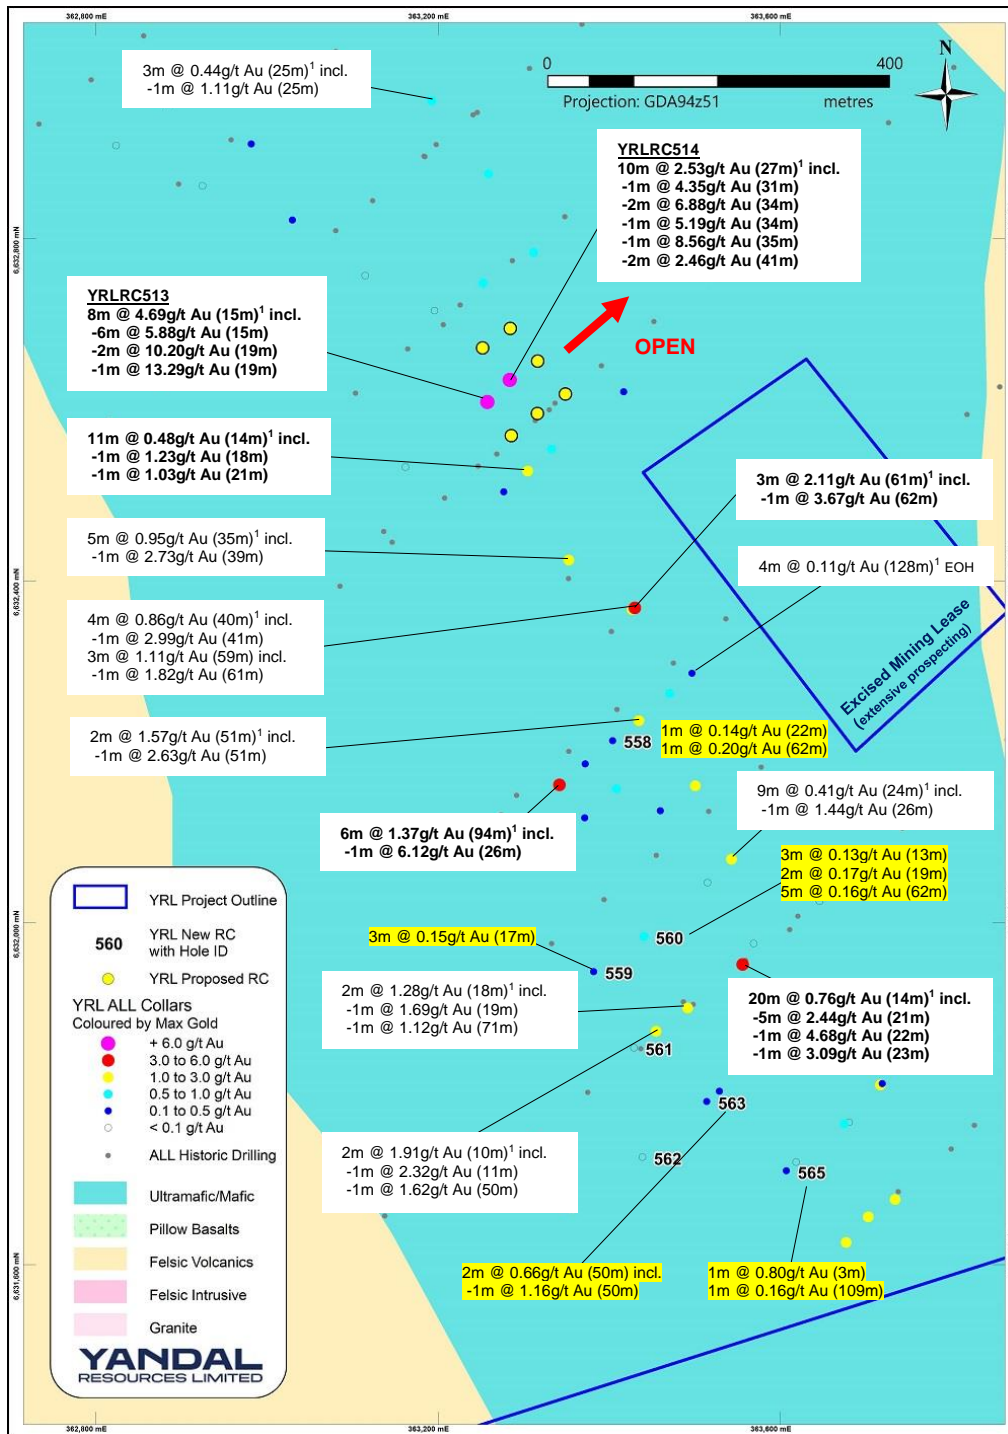 362,800 mE
363,200 mE
363,600 mE
3m @ 0.44g/t Au (25m)¹ incl.
-1m @ 1.11g/t Au (25m)
0
400
Projection: GDA94z51
metres
N
YRLRC514
10m @ 2.53g/t Au (27m)¹ incl.
-1m @ 4.35g/t Au (31m)
-2m @ 6.88g/t Au (34m)
-1m @ 5.19g/t Au (34m)
-1m @ 8.56g/t Au (35m)
-2m @ 2.46g/t Au (41m)
6,632,800 mN
YRLRC513
8m @ 4.69g/t Au (15m)¹ incl.
-6m @ 5.88g/t Au (15m)
-2m @ 10.20g/t Au (19m)
-1m @ 13.29g/t Au (19m)
OPEN
11m @ 0.48g/t Au (14m)¹ incl.
-1m @ 1.23g/t Au (18m)
-1m @ 1.03g/t Au (21m)
3m @ 2.11g/t Au (61m)¹ incl.
-1m @ 3.67g/t Au (62m)
5m @ 0.95g/t Au (35m)¹ incl.
-1m @ 2.73g/t Au (39m)
4m @ 0.11g/t Au (128m)¹ EOH
6,632,400 mN
4m @ 0.86g/t Au (40m)¹ incl.
-1m @ 2.99g/t Au (41m)
3m @ 1.11g/t Au (59m) incl.
-1m @ 1.82g/t Au (61m)
Excised Mining Lease
(extensive prospecting)
2m @ 1.57g/t Au (51m)¹ incl.
-1m @ 2.63g/t Au (51m)
558
1m @ 0.14g/t Au (22m)
1m @ 0.20g/t Au (62m)
9m @ 0.41g/t Au (24m)¹ incl.
-1m @ 1.44g/t Au (26m)
6m @ 1.37g/t Au (94m)¹ incl.
-1m @ 6.12g/t Au (26m)
3m @ 0.13g/t Au (13m)
2m @ 0.17g/t Au (19m)
5m @ 0.16g/t Au (62m)
6,632,000 mN
3m @ 0.15g/t Au (17m)
560
559
2m @ 1.28g/t Au (18m)¹ incl.
-1m @ 1.69g/t Au (19m)
-1m @ 1.12g/t Au (71m)
20m @ 0.76g/t Au (14m)¹ incl.
-5m @ 2.44g/t Au (21m)
-1m @ 4.68g/t Au (22m)
-1m @ 3.09g/t Au (23m)
561
563
2m @ 1.91g/t Au (10m)¹ incl.
-1m @ 2.32g/t Au (11m)
-1m @ 1.62g/t Au (50m)
562
565
2m @ 0.66g/t Au (50m) incl.
-1m @ 1.16g/t Au (50m)
1m @ 0.80g/t Au (3m)
1m @ 0.16g/t Au (109m)
6,631,600 mN
YRL Project Outline
560
YRL New RC
with Hole ID
YRL Proposed RC
YRL ALL Collars
Coloured by Max Gold
+ 6.0 g/t Au
3.0 to 6.0 g/t Au
1.0 to 3.0 g/t Au
0.5 to 1.0 g/t Au
0.1 to 0.5 g/t Au
< 0.1 g/t Au
ALL Historic Drilling
Ultramafic/Mafic
Pillow Basalts
Felsic Volcanics
Felsic Intrusive
Granite
YANDAL
RESOURCES LIMITED
362,800 mE
363,200 mE
363,600 mE